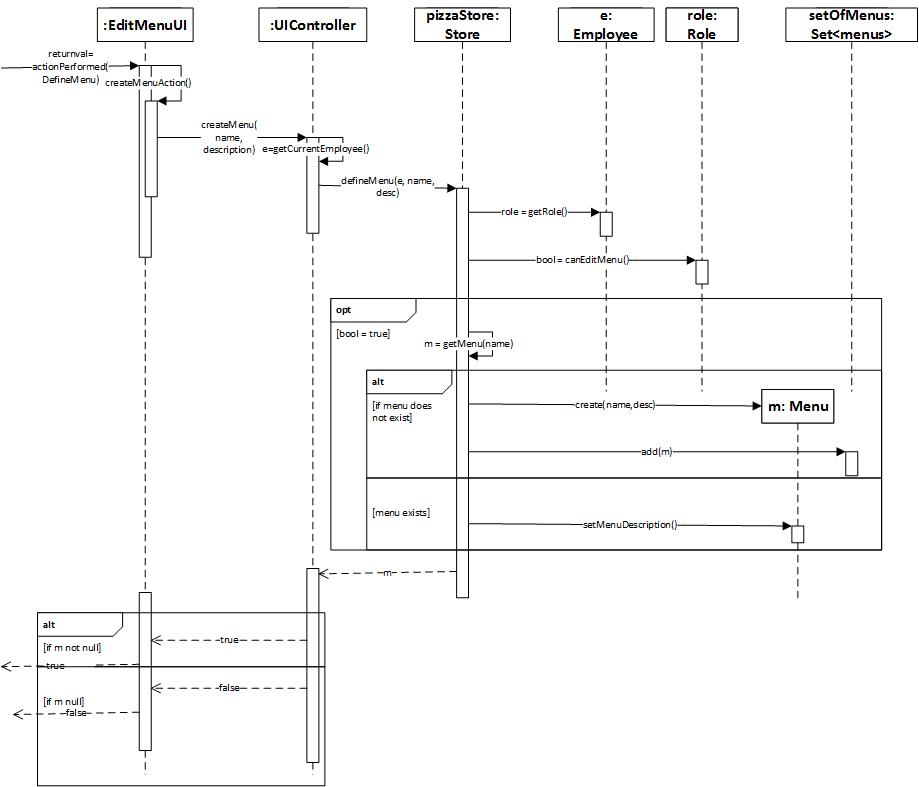 :EditMenuUI
:UIController
pizzaStore:
Store
e:
Employee
role:
Role
setOfMenus:
Set<menus>
returnval=
actionPerformed(
DefineMenu)
createMenuAction()
createMenu(
name,
description)
e=getCurrentEmployee()
defineMenu(e, name,
desc)
role = getRole()
bool = canEditMenu()
opt
[bool = true]
m = getMenu(name)
alt
[if menu does
not exist]
create(name,desc)
m: Menu
add(m)
[menu exists]
setMenuDescription()
m
alt
[if m not null]
true
true
false
[if m null]
false